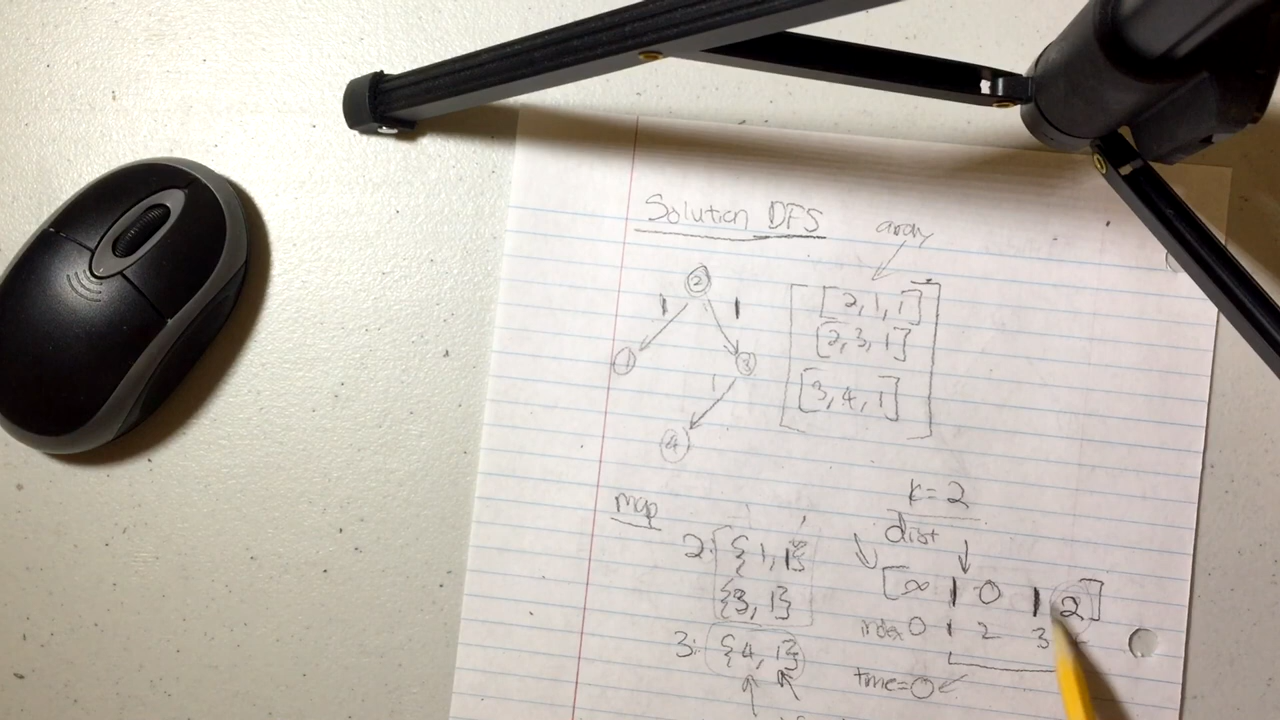 Solution DFS
array
2
1 1
1 3
1
4
[2,1,1]
[2,3,1]
[3,4,1]
k=2
map
dist
2: {1,1}
{3,1}
3: {4,1}
[∞ 1 0 1 2]
index 0 1 2 3
time=0